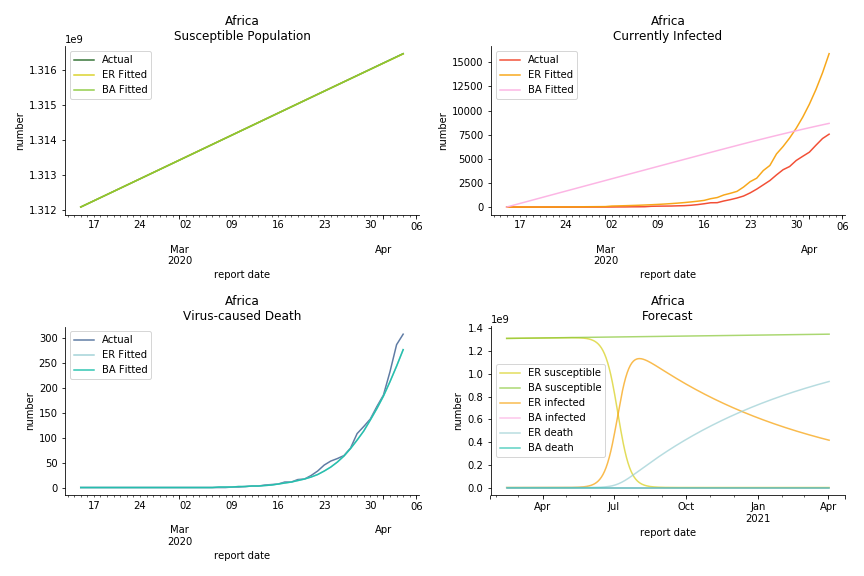 Africa
Susceptible Population
1e9
Actual
ER Fitted
BA Fitted
1.316
1.315
1.314
1.313
1.312
number
17 24 02 09 16 23 30 06
Mar Apr
2020
report date
Africa
Currently Infected
Actual
ER Fitted
BA Fitted
15000
12500
10000
7500
5000
2500
0
number
17 24 02 09 16 23 30 06
Mar Apr
2020
report date
Africa
Virus-caused Death
Actual
ER Fitted
BA Fitted
300
250
200
150
100
50
0
number
17 24 02 09 16 23 30 06
Mar Apr
2020
report date
Africa
Forecast
1e9
1.4
1.2
1.0
0.8
0.6
0.4
0.2
0.0
number
ER susceptible
BA susceptible
ER infected
BA infected
ER death
BA death
Apr Jul Oct Jan Apr
2021
report date